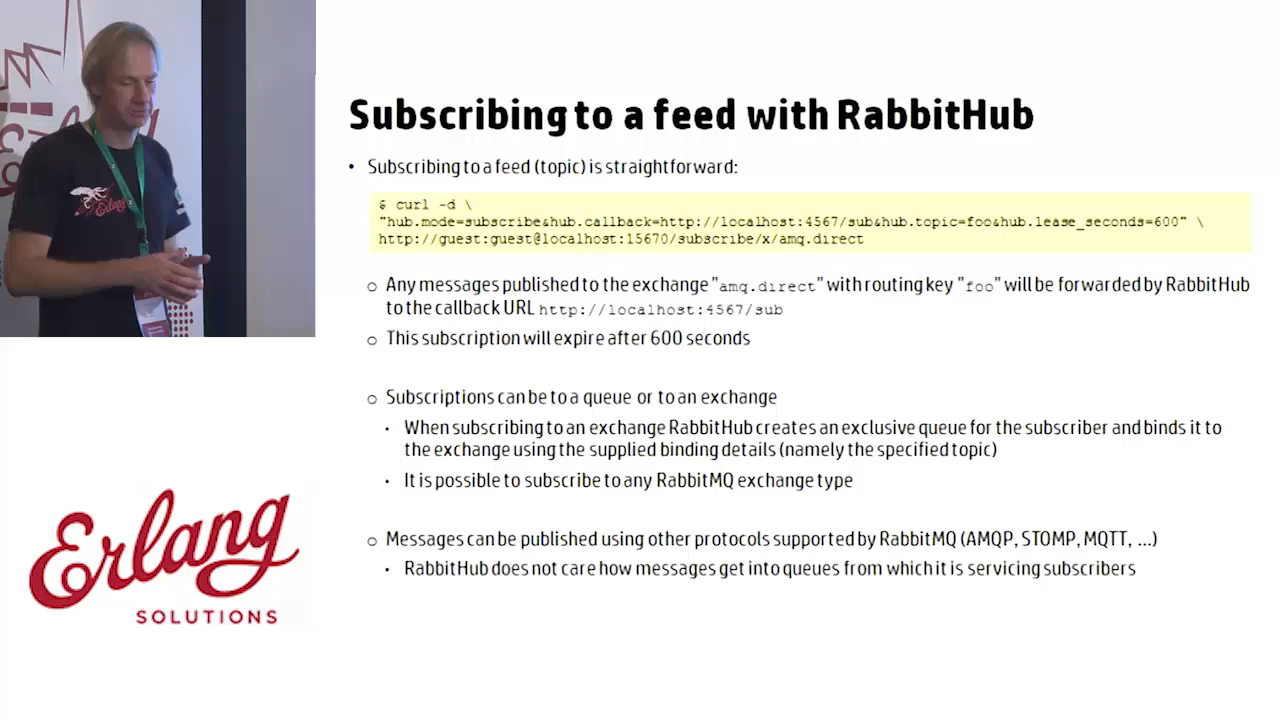 Subscribing to a feed with RabbitHub
• Subscribing to a feed (topic) is straightforward:
$ curl -d \
"hub.mode=subscribe&hub.callback=http://localhost:4567/sub&hub.topic=foo&hub.lease_seconds=600" \
http://guest:guest@localhost:15670/subscribe/x/amq.direct
o Any messages published to the exchange "amq.direct" with routing key "foo" will be forwarded by RabbitHub
to the callback URL http://localhost:4567/sub
o This subscription will expire after 600 seconds
o Subscriptions can be to a queue or to an exchange
• When subscribing to an exchange RabbitHub creates an exclusive queue for the subscriber and binds it to
the exchange using the supplied binding details (namely the specified topic)
• It is possible to subscribe to any RabbitMQ exchange type
o Messages can be published using other protocols supported by RabbitMQ (AMQP, STOMP, MQTT, ...)
• RabbitHub does not care how messages get into queues from which it is servicing subscribers
Erlang
Erlang
SOLUTIONS